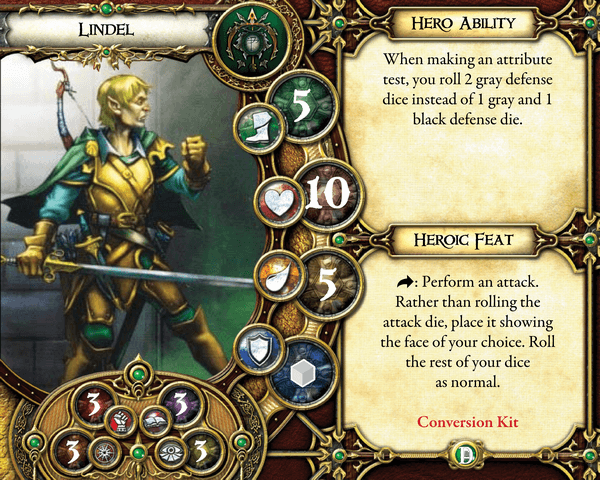 Lindel
5
10
5
3
3
3
3
Hero Ability
When making an attribute
test, you roll 2 gray defense
dice instead of 1 gray and 1
black defense die.
Heroic Feat
: Perform an attack.
Rather than rolling the
attack die, place it showing
the face of your choice. Roll
the rest of your dice
as normal.
Conversion Kit
D